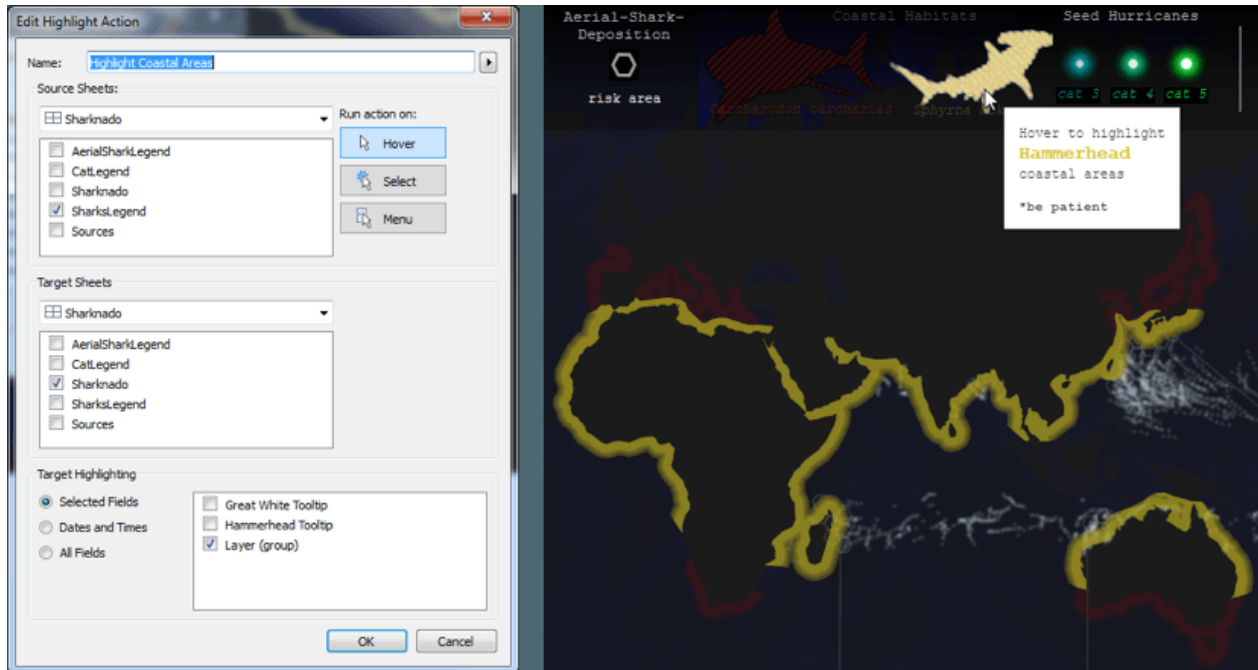 Edit Highlight Action
Name: Highlight Coastal Areas
Source Sheets:
Sharknado
AerialSharkLegend
CatLegend
Sharknado
SharksLegend
Sources
Run action on:
Hover
Select
Menu
Target Sheets
Sharknado
AerialSharkLegend
CatLegend
Sharknado
SharksLegend
Sources
Target Highlighting
Selected Fields
Dates and Times
All Fields
Great White Tooltip
Hammerhead Tooltip
Layer (group)
OK
Cancel
Aerial-Shark-
Deposition
risk area
Coastal Habitats
Carcharodon carcharias
Sphyrna
Seed Hurricanes
cat 3 cat 4 cat 5
Hover to highlight
Hammerhead
coastal areas
*be patient